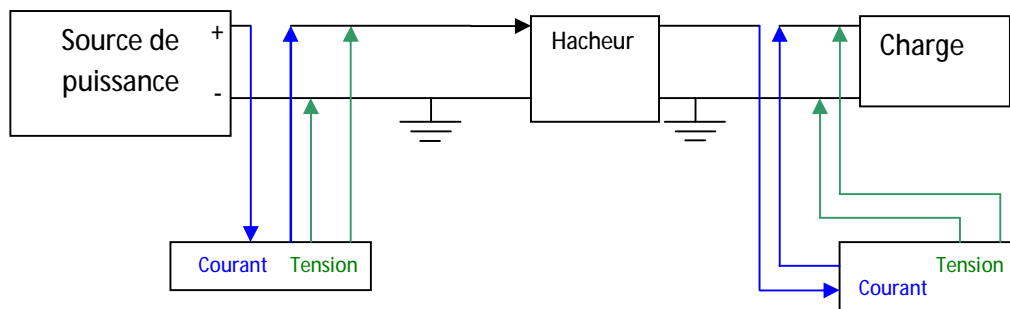 Source de
puissance
+
-
Hacheur
Charge
Courant Tension
Tension
Courant